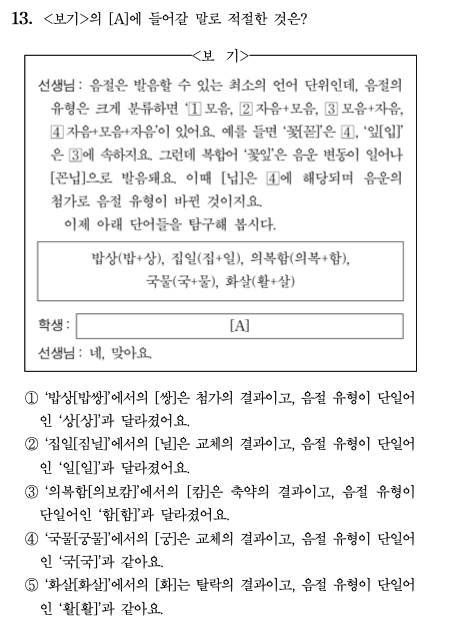 13. <보기>의 [A]에 들어갈 말로 적절한 것은?
<보 기>
선생님 : 음절은 발음할 수 있는 최소의 언어 단위인데, 음절의
유형은 크게 분류하면 ‘1 모음, 2 자음+모음, 3 모음+자음,
4 자음+모음+자음’이 있어요. 예를 들면 ‘꽃[꼳]’은 4, ‘잎[입]’
은 3에 속하지요. 그런데 복합어 ‘꽃잎’은 음운 변동이 일어나
[꼰닙]으로 발음돼요. 이때 [닙]은 4에 해당되며 음운의
첨가로 음절 유형이 바뀐 것이지요.
이제 아래 단어들을 탐구해 봅시다.
밥상(밥+상), 집일(집+일), 의복함(의복+함),
국물(국+물), 화살(활+살)
학생 : [A]
선생님 : 네, 맞아요.
① ‘밥상[밥쌍]’에서의 [쌍]은 첨가의 결과이고, 음절 유형이 단일어
인 ‘상[상]’과 달라졌어요.
② ‘집일[짐닐]’에서의 [닐]은 교체의 결과이고, 음절 유형이 단일어
인 ‘일[일]’과 달라졌어요.
③ ‘의복함[의보캄]’에서의 [캄]은 축약의 결과이고, 음절 유형이
단일어인 ‘함[함]’과 달라졌어요.
④ ‘국물[궁물]’에서의 [궁]은 교체의 결과이고, 음절 유형이 단일어
인 ‘국[국]’과 같아요.
⑤ ‘화살[화살]’에서의 [화]는 탈락의 결과이고, 음절 유형이 단일어
인 ‘활[활]’과 같아요.